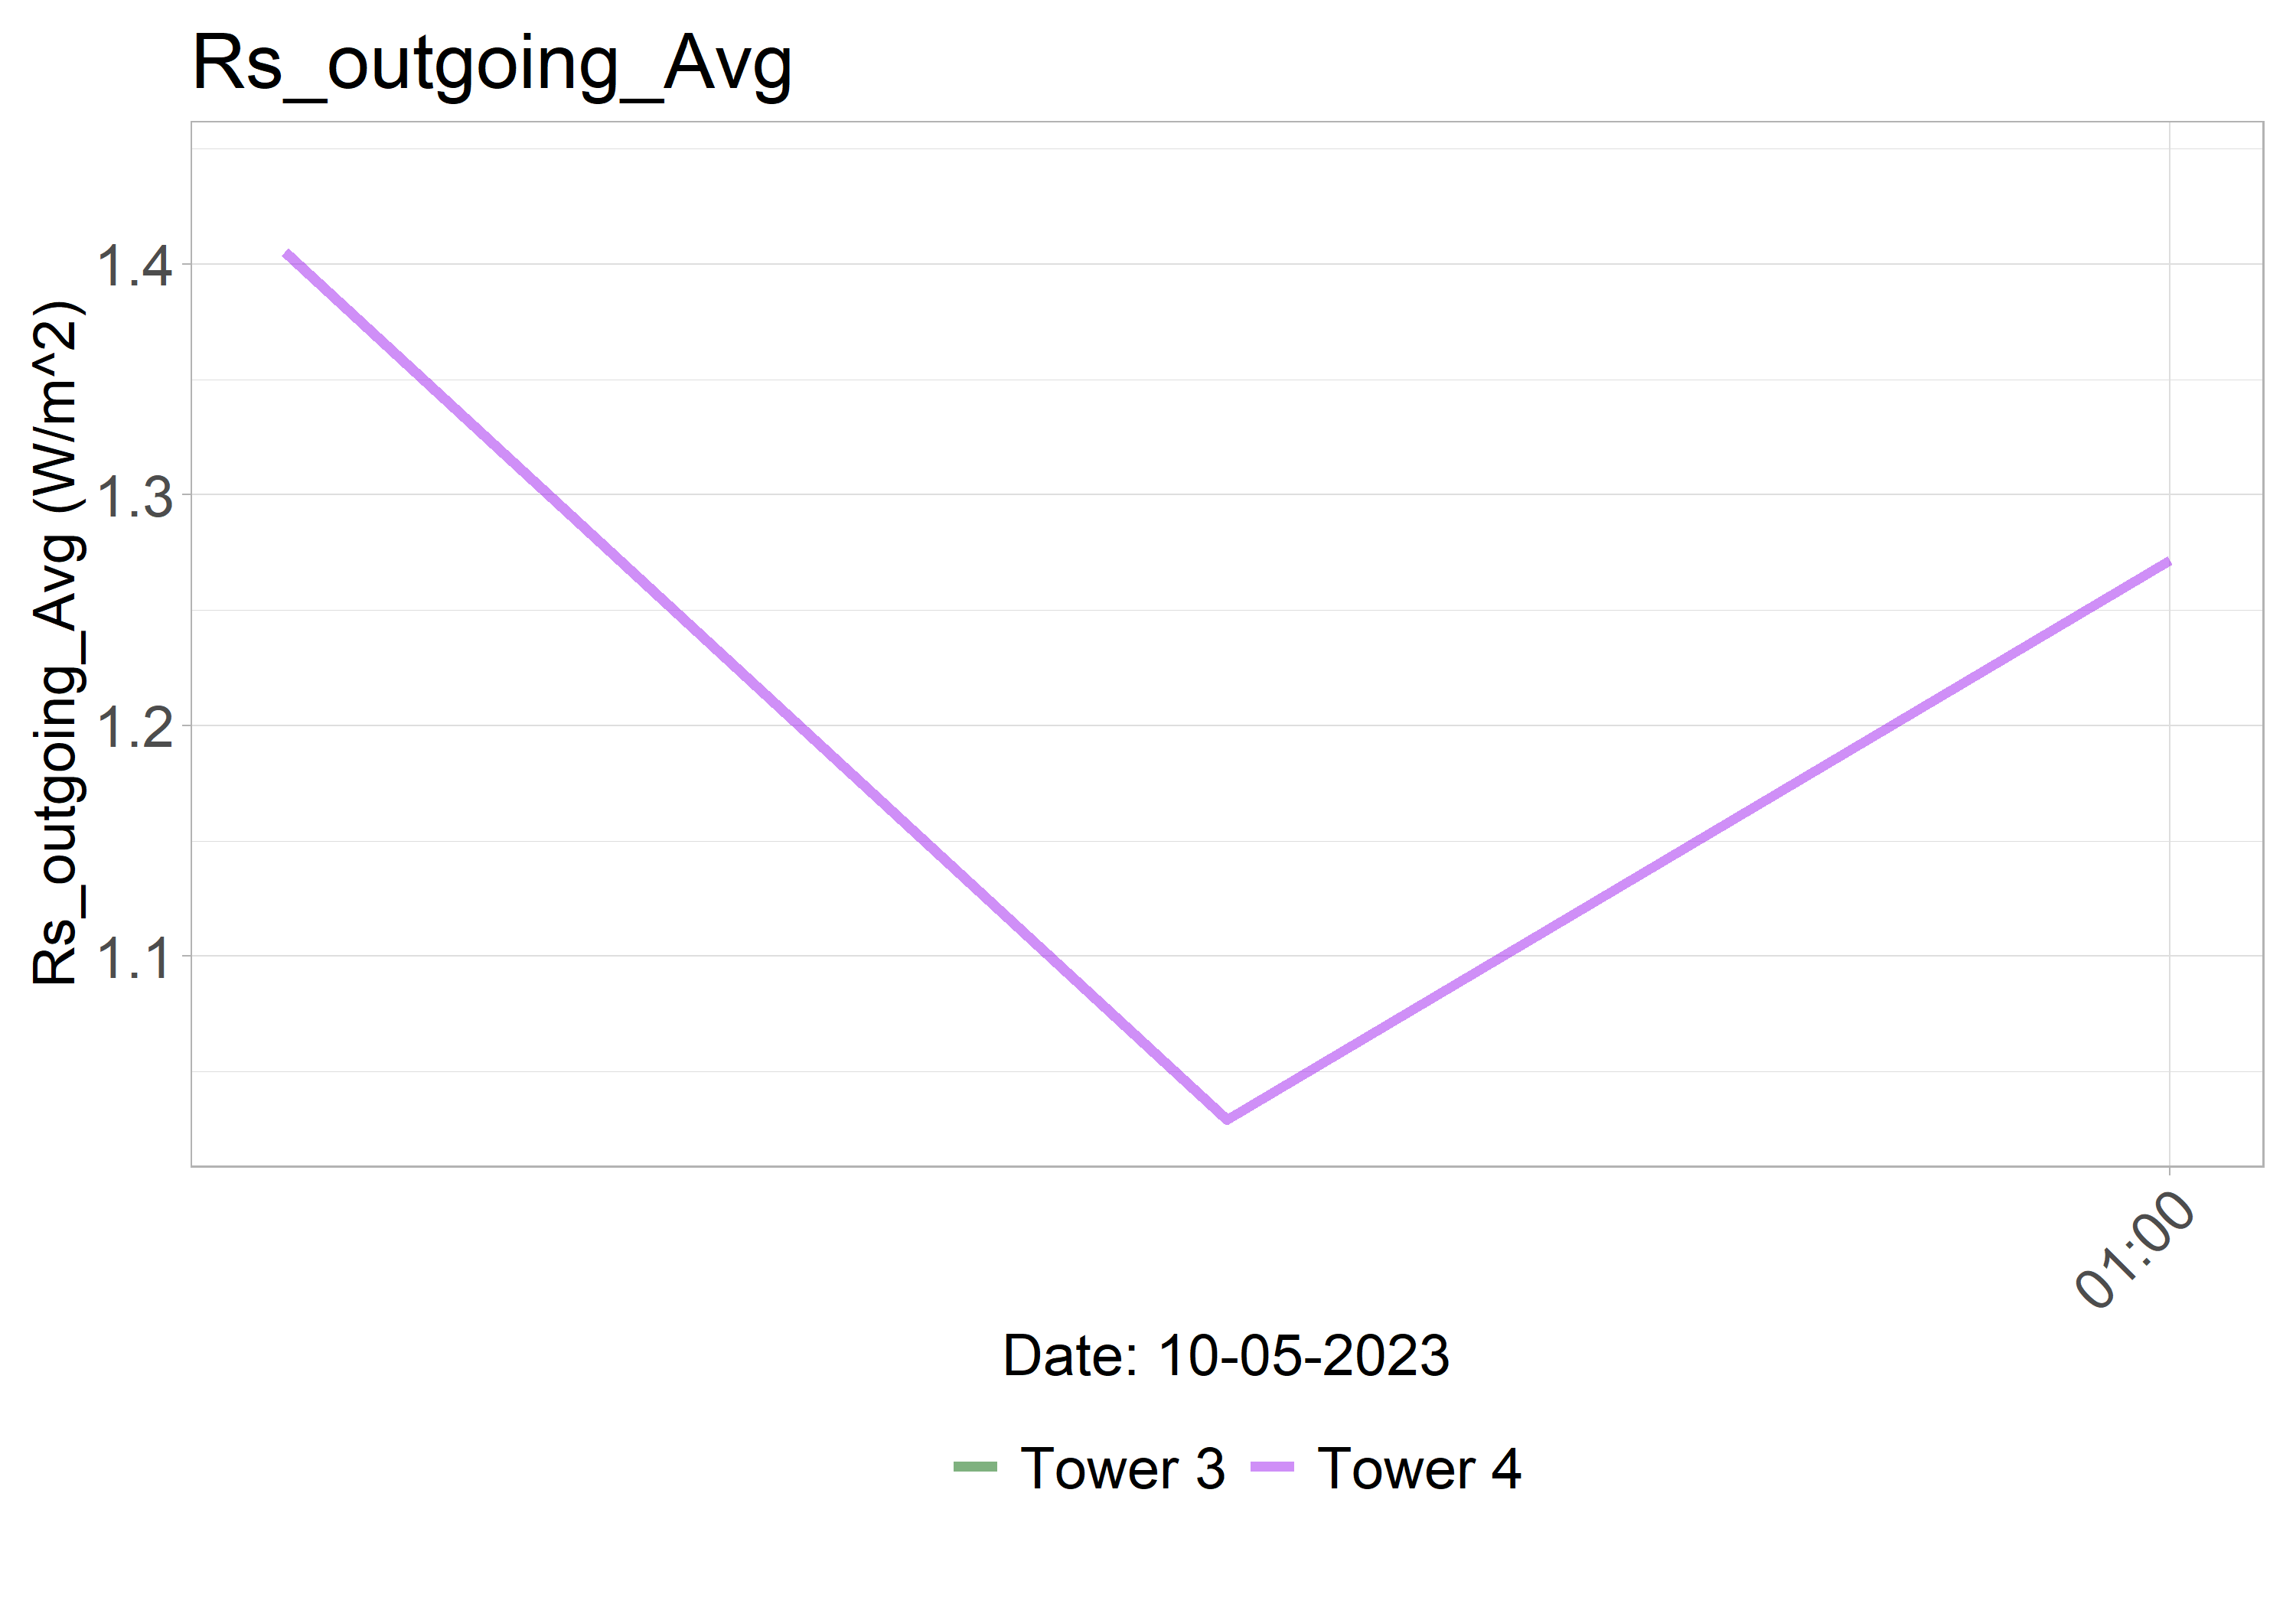 Rs_outgoing_Avg
Rs_outgoing_Avg (W/m^2)
1.4
1.3
1.2
1.1
01:00
Date: 10-05-2023
Tower 3 Tower 4